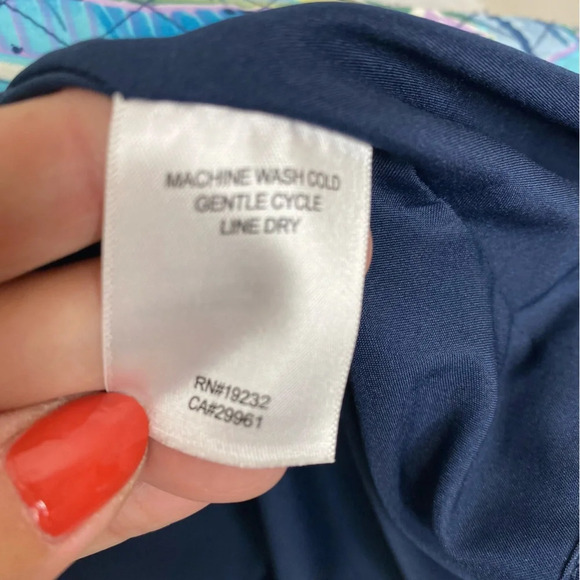 MACHINE WASH COLD
GENTLE CYCLE
LINE DRY
RN#19232
CA#29961